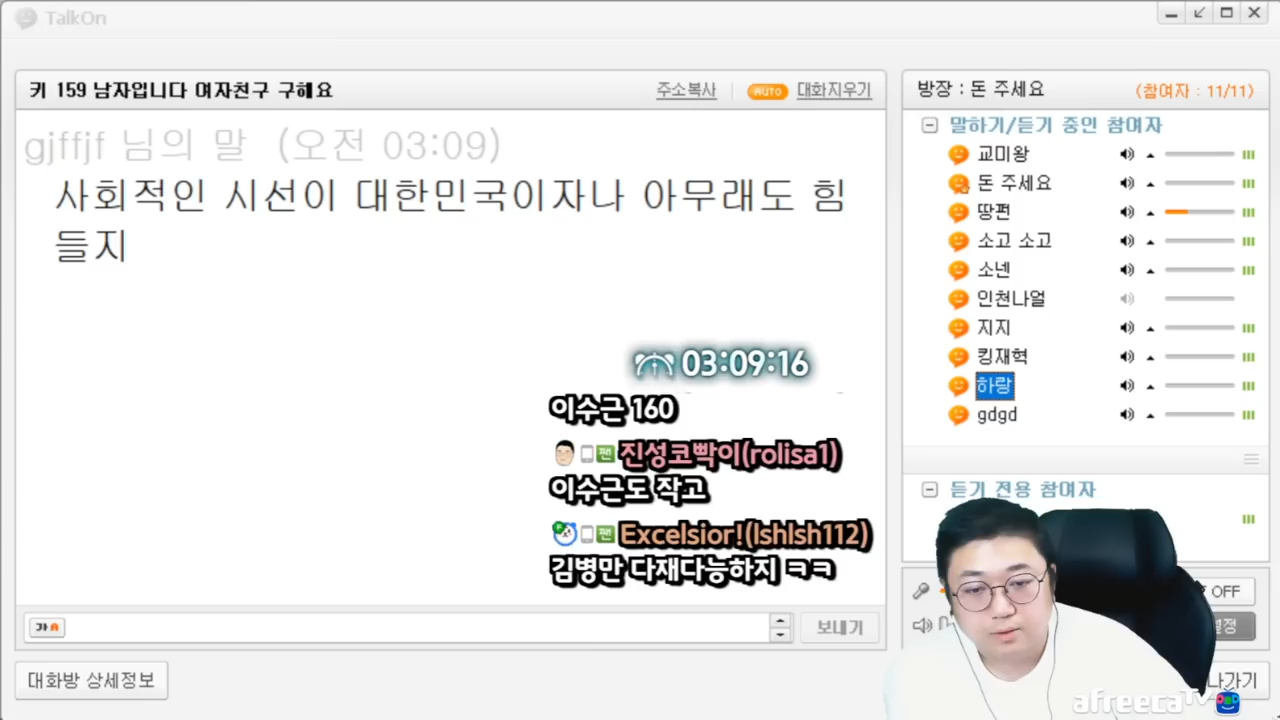 TalkOn
키 159 남자입니다 여자친구 구해요
주소복사
AUTO
대화지우기
gjffjf 님의 말 (오전 03:09)
사회적인 시선이 대한민국이자나 아무래도 힘
들지
03:09:16
이수근 160
팬 진성코빡이(rolisa1)
이수근도 작고
팬 Excelsior!(lshlsh112)
김병만 다재다능하지 ㅋㅋ
가a
보내기
대화방 상세정보
방장 : 돈 주세요
(참여자 : 11/11)
말하기/듣기 중인 참여자
교미왕
돈 주세요
땅편
소고 소고
소넨
인천나얼
지지
킹재혁
하랑
gdgd
듣기 전용 참여자
OFF
나가기
afreecaTV